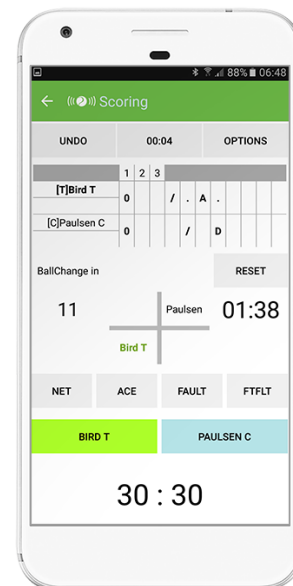 88% 06:48
Scoring
UNDO 00:04 OPTIONS
1 2 3
[T]Bird T 0 / . A .
[C]Paulsen C 0 / D
BallChange in RESET
11 Paulsen 01:38
Bird T
NET ACE FAULT FTFLT
BIRD T PAULSEN C
30 : 30